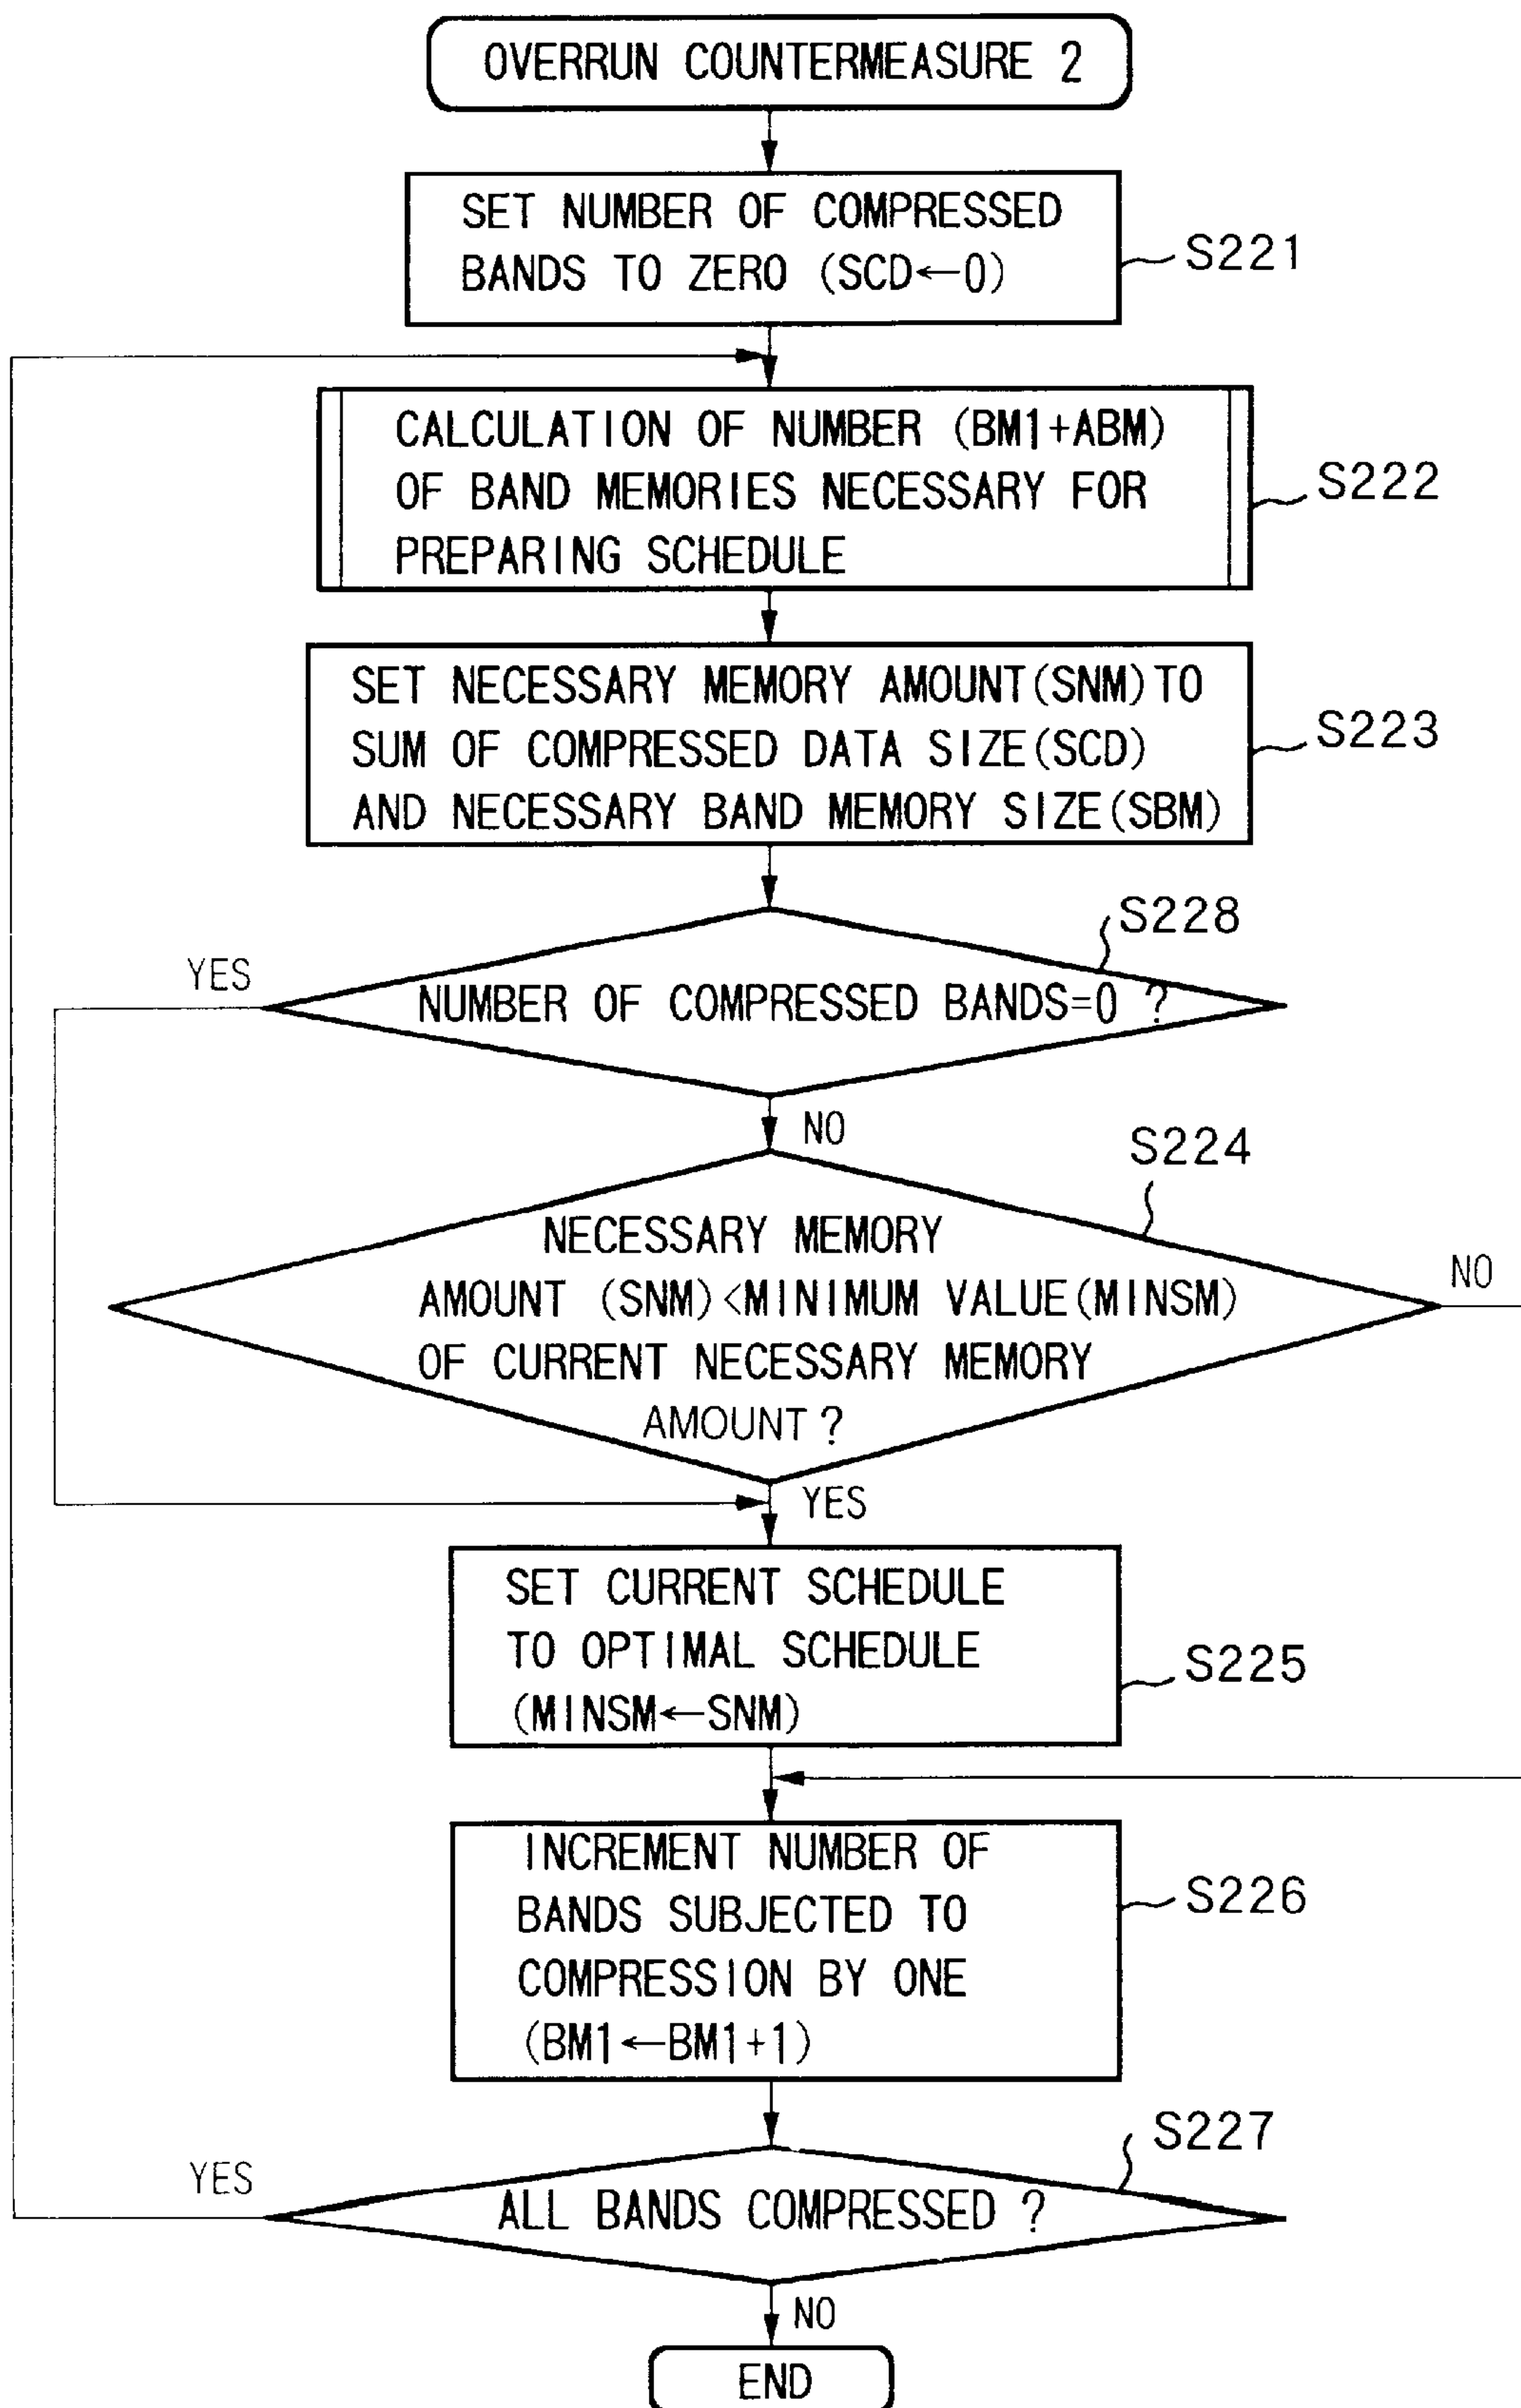 OVERRUN COUNTERMEASURE 2
SET NUMBER OF COMPRESSED
BANDS TO ZERO (SCD←0)
S221
CALCULATION OF NUMBER (BM1+ABM)
OF BAND MEMORIES NECESSARY FOR
PREPARING SCHEDULE
S222
SET NECESSARY MEMORY AMOUNT(SNM)TO
SUM OF COMPRESSED DATA SIZE(SCD)
AND NECESSARY BAND MEMORY SIZE(SBM)
S223
S228
YES
NUMBER OF COMPRESSED BANDS=0 ?
NO
S224
NECESSARY MEMORY
AMOUNT (SNM)<MINIMUM VALUE(MINSM)
OF CURRENT NECESSARY MEMORY
AMOUNT?
NO
YES
SET CURRENT SCHEDULE
TO OPTIMAL SCHEDULE
(MINSM←SNM)
S225
INCREMENT NUMBER OF
BANDS SUBJECTED TO
COMPRESSION BY ONE
(BM1←BM1+1)
S226
S227
YES
ALL BANDS COMPRESSED ?
NO
END